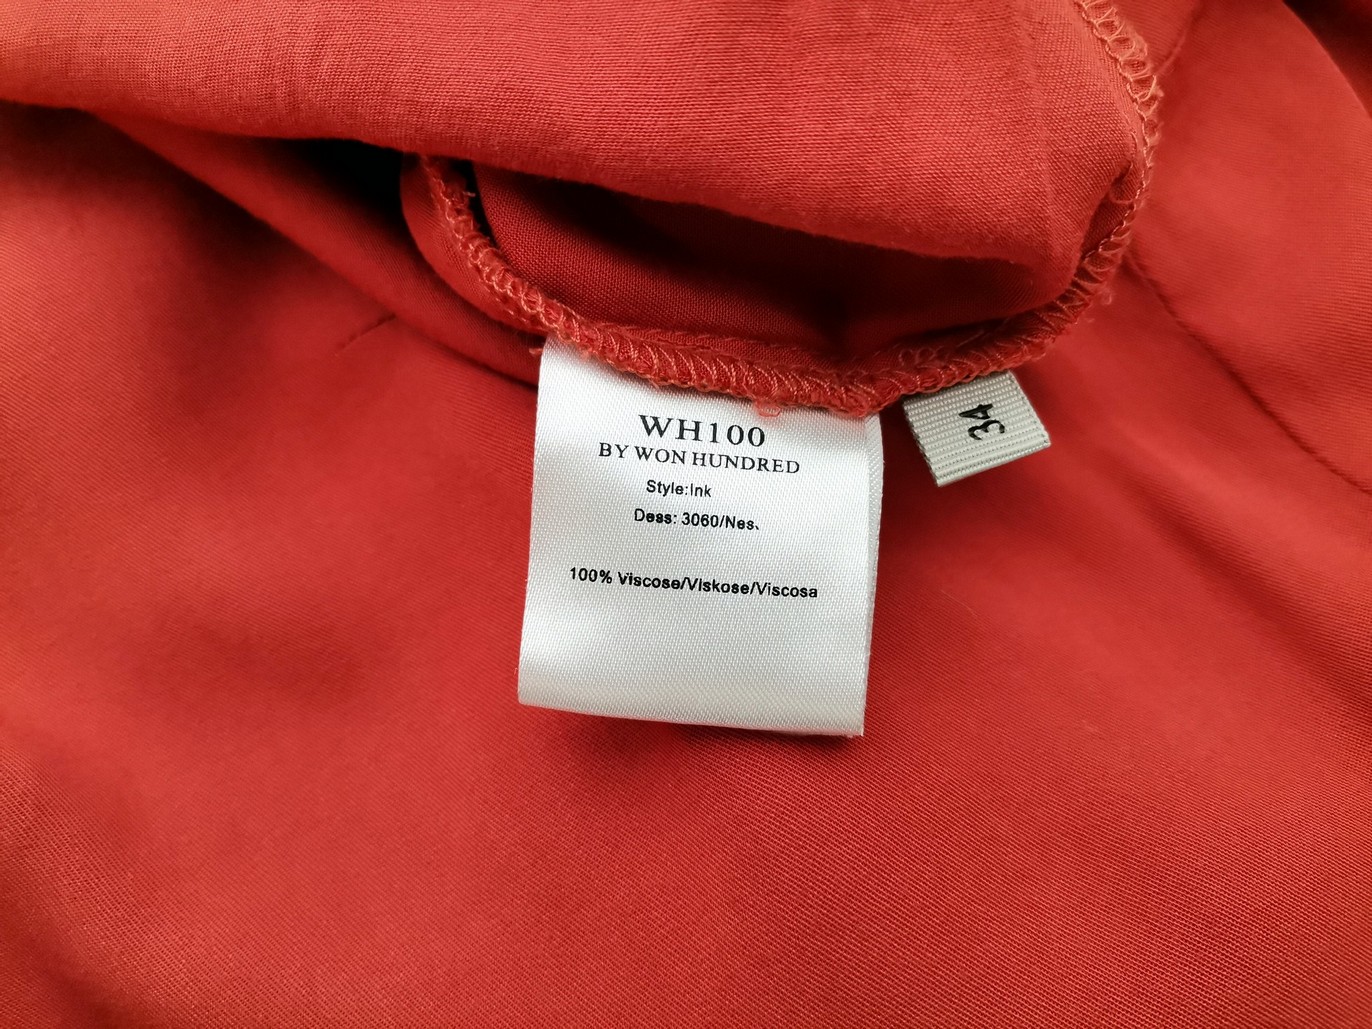 WH100
BY WON HUNDRED
Style:Ink
Dess: 3060/Nes.
100% Viscose/Viskose/Viscosa
34